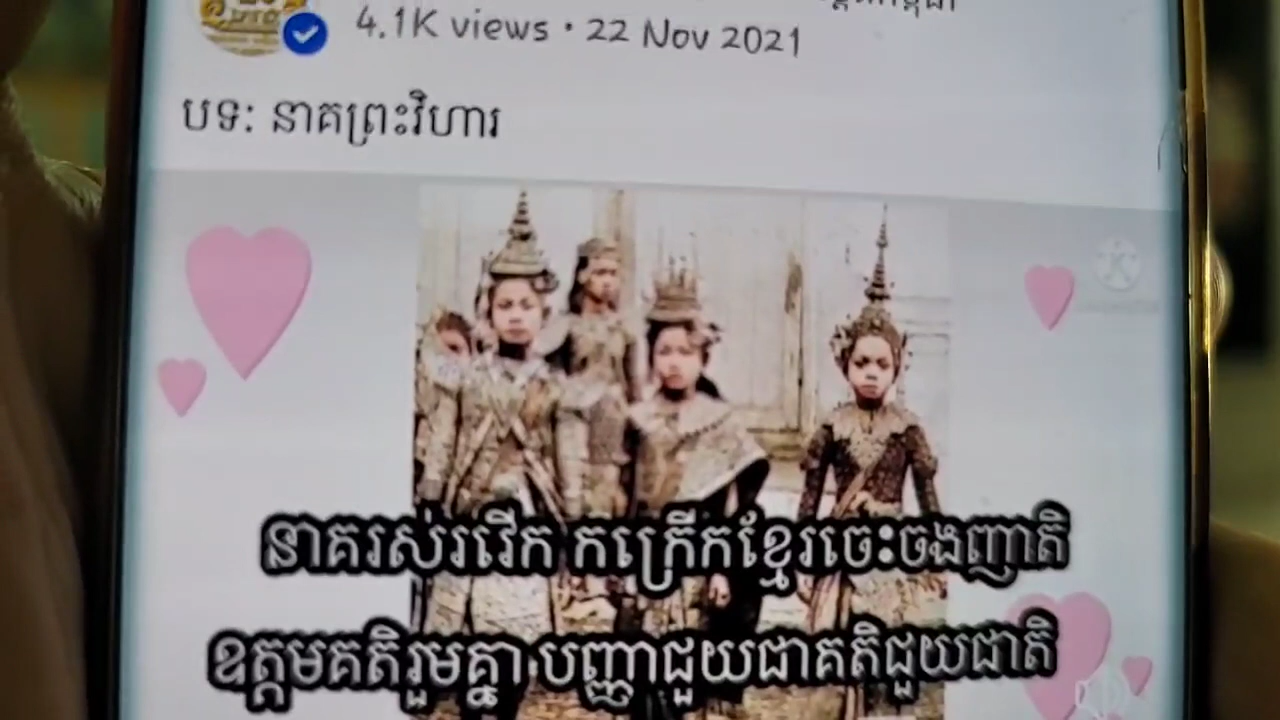 4.1K views · 22 Nov 2021
បទ: នាគព្រះវិហារ
នាគរស់រវើក កក្រើកខ្មែរចេះចងញាតិ
ឧត្តមគតិរួមគ្នា បញ្ញាជួយជាគតិជួយជាតិ